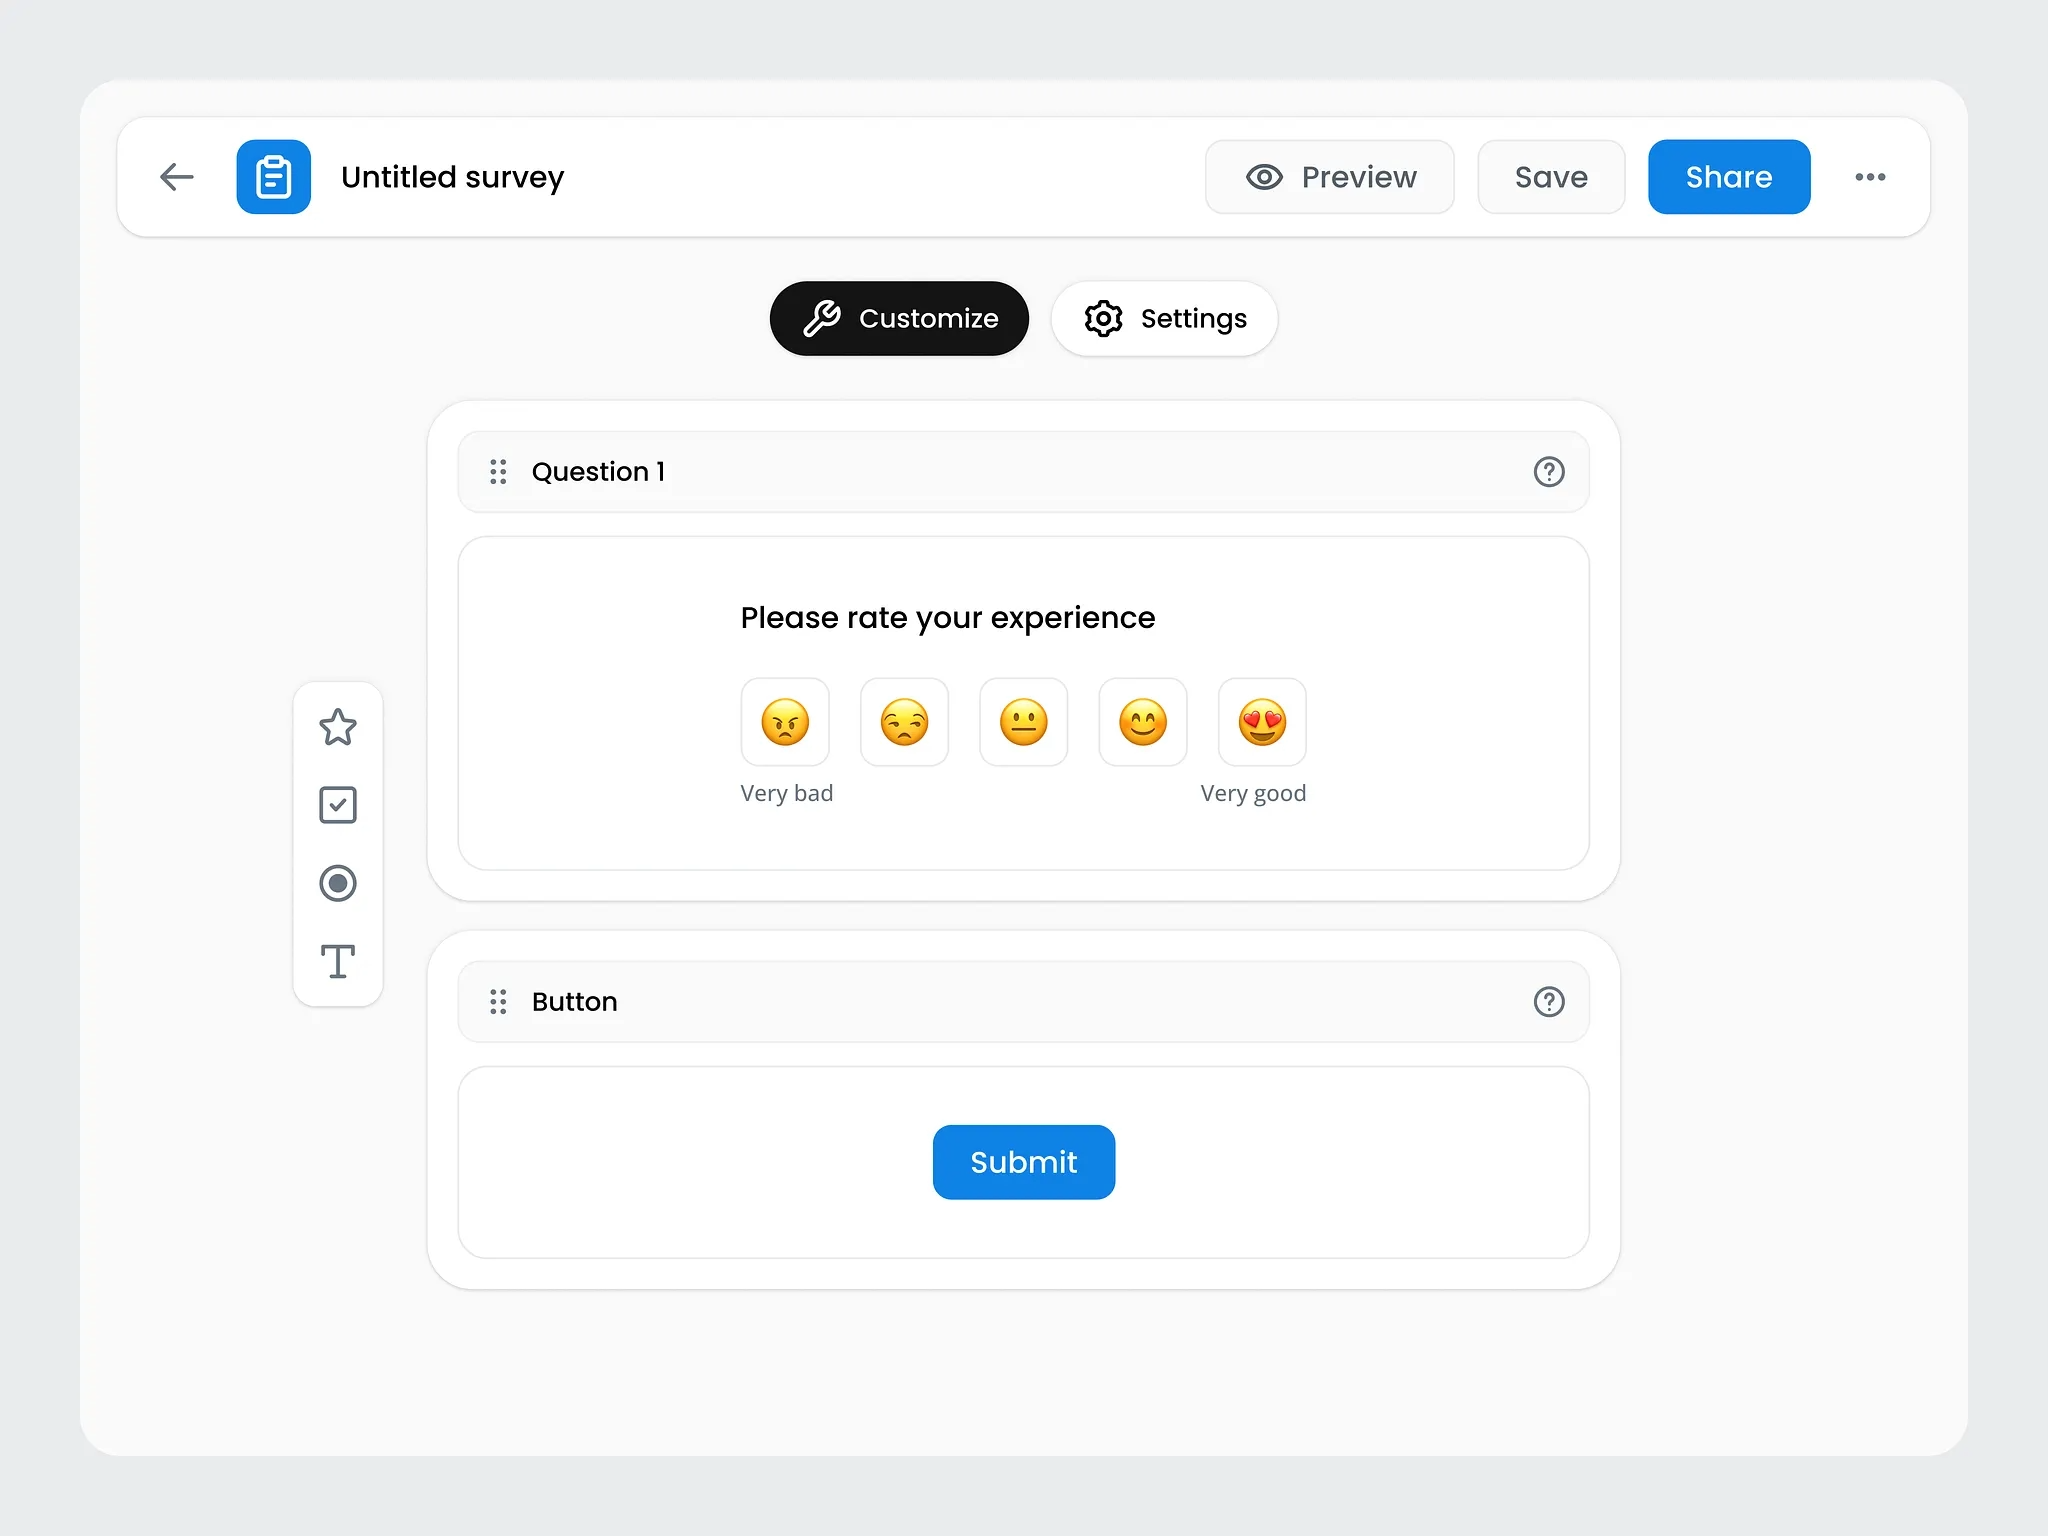 Untitled survey
Preview
Save
Share
Customize
Settings
Question 1
Please rate your experience
Very bad
Very good
Button
Submit